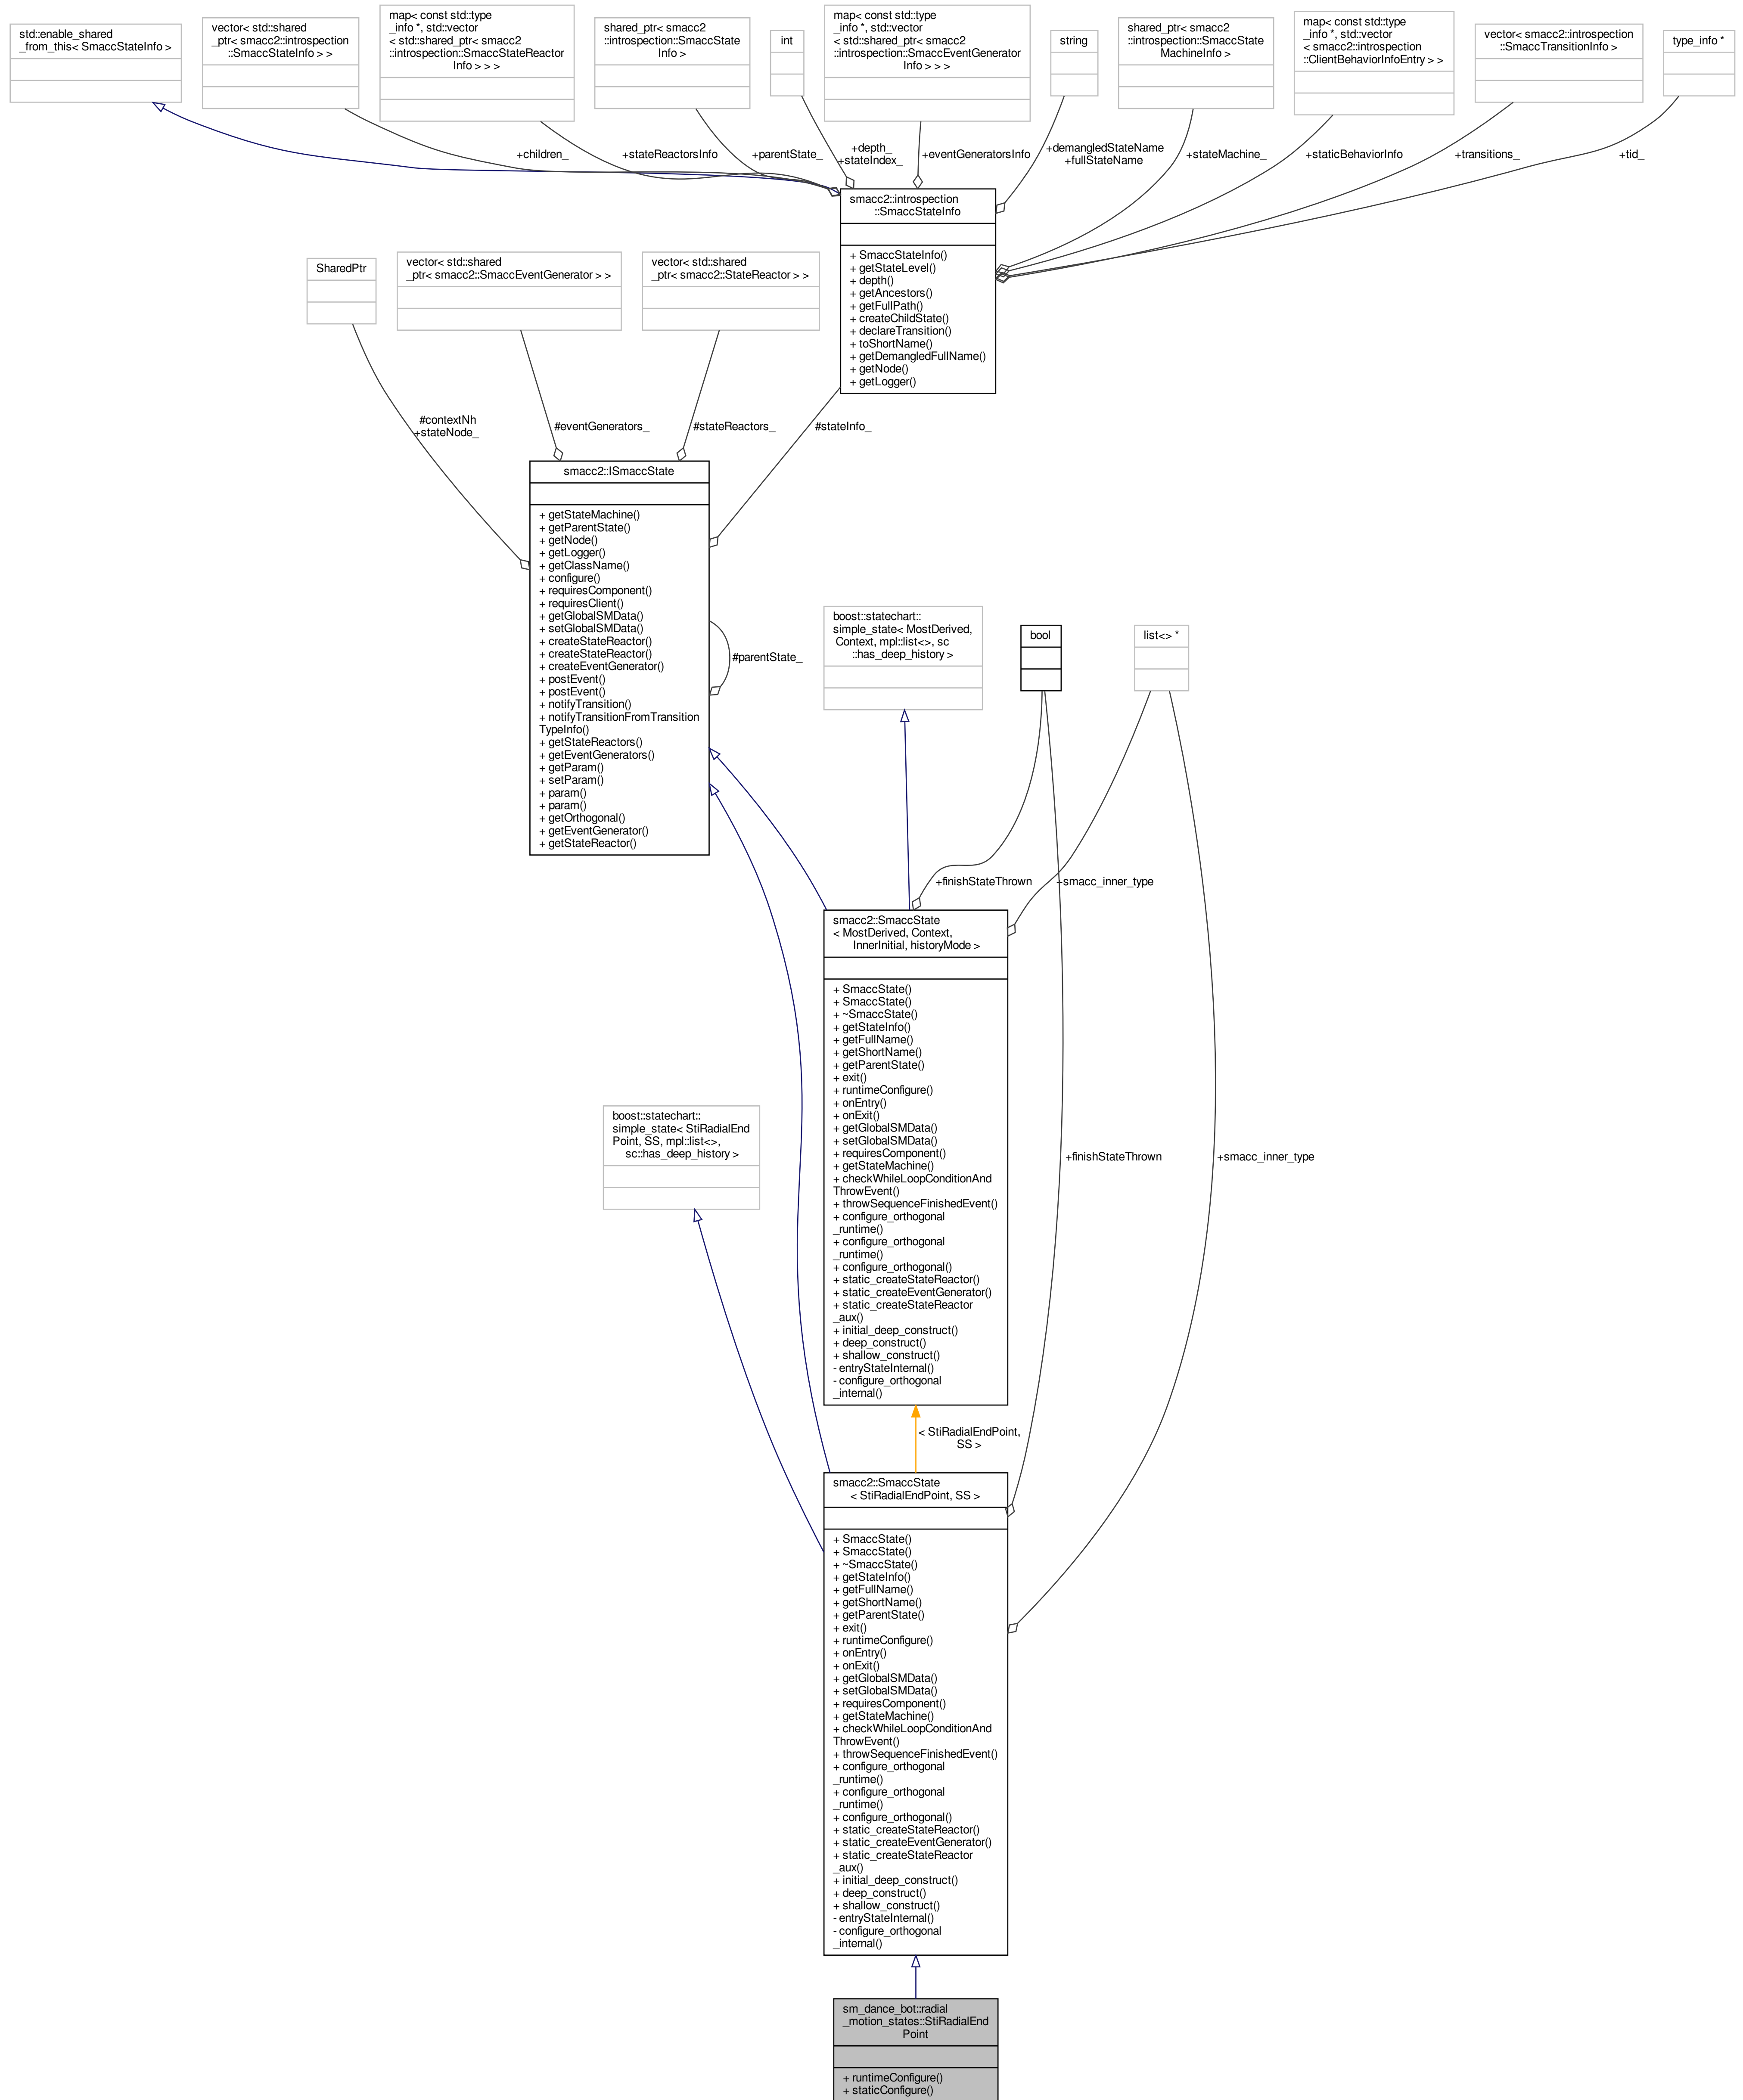 std::enable_shared
_from_this< SmaccStateInfo >
vector< std::shared
_ptr< smacc2::introspection
::SmaccStateInfo > >
map< const std::type
_info *, std::vector
< std::shared_ptr< smacc2
::introspection::SmaccStateReactor
Info > > >
shared_ptr< smacc2
::introspection::SmaccState
Info >
int
map< const std::type
_info *, std::vector
< std::shared_ptr< smacc2
::introspection::SmaccEventGenerator
Info > > >
string
shared_ptr< smacc2
::introspection::SmaccState
MachineInfo >
map< const std::type
_info *, std::vector
< smacc2::introspection
::ClientBehaviorInfoEntry > >
vector< smacc2::introspection
::SmaccTransitionInfo >
type_info *
+children_
+stateReactorsInfo
+parentState_
+depth_
+stateIndex_
+eventGeneratorsInfo
+demangledStateName
+fullStateName
+stateMachine_
+staticBehaviorInfo
+transitions_
+tid_
smacc2::introspection
::SmaccStateInfo
+ SmaccStateInfo()
+ getStateLevel()
+ depth()
+ getAncestors()
+ getFullPath()
+ createChildState()
+ declareTransition()
+ toShortName()
+ getDemangledFullName()
+ getNode()
+ getLogger()
SharedPtr
vector< std::shared
_ptr< smacc2::SmaccEventGenerator > >
vector< std::shared
_ptr< smacc2::StateReactor > >
#contextNh
+stateNode_
#eventGenerators_
#stateReactors_
#stateInfo_
smacc2::ISmaccState
+ getStateMachine()
+ getParentState()
+ getNode()
+ getLogger()
+ getClassName()
+ configure()
+ requiresComponent()
+ requiresClient()
+ getGlobalSMData()
+ setGlobalSMData()
+ createStateReactor()
+ createStateReactor()
+ createEventGenerator()
+ postEvent()
+ postEvent()
+ notifyTransition()
+ notifyTransitionFromTransition
TypeInfo()
+ getStateReactors()
+ getEventGenerators()
+ getParam()
+ setParam()
+ param()
+ param()
+ getOrthogonal()
+ getEventGenerator()
+ getStateReactor()
#parentState_
boost::statechart::
simple_state< MostDerived,
Context, mpl::list<>, sc
::has_deep_history >
bool
list<> *
+finishStateThrown
+smacc_inner_type
smacc2::SmaccState
< MostDerived, Context,
InnerInitial, historyMode >
+ SmaccState()
+ SmaccState()
+ ~SmaccState()
+ getStateInfo()
+ getFullName()
+ getShortName()
+ getParentState()
+ exit()
+ runtimeConfigure()
+ onEntry()
+ onExit()
+ getGlobalSMData()
+ setGlobalSMData()
+ requiresComponent()
+ getStateMachine()
+ checkWhileLoopConditionAnd
ThrowEvent()
+ throwSequenceFinishedEvent()
+ configure_orthogonal
_runtime()
+ configure_orthogonal
_runtime()
+ configure_orthogonal()
+ static_createStateReactor()
+ static_createEventGenerator()
+ static_createStateReactor
_aux()
+ initial_deep_construct()
+ deep_construct()
+ shallow_construct()
- entryStateInternal()
- configure_orthogonal
_internal()
boost::statechart::
simple_state< StiRadialEnd
Point, SS, mpl::list<>,
sc::has_deep_history >
+finishStateThrown
+smacc_inner_type
< StiRadialEndPoint,
SS >
smacc2::SmaccState
< StiRadialEndPoint, SS >
+ SmaccState()
+ SmaccState()
+ ~SmaccState()
+ getStateInfo()
+ getFullName()
+ getShortName()
+ getParentState()
+ exit()
+ runtimeConfigure()
+ onEntry()
+ onExit()
+ getGlobalSMData()
+ setGlobalSMData()
+ requiresComponent()
+ getStateMachine()
+ checkWhileLoopConditionAnd
ThrowEvent()
+ throwSequenceFinishedEvent()
+ configure_orthogonal
_runtime()
+ configure_orthogonal
_runtime()
+ configure_orthogonal()
+ static_createStateReactor()
+ static_createEventGenerator()
+ static_createStateReactor
_aux()
+ initial_deep_construct()
+ deep_construct()
+ shallow_construct()
- entryStateInternal()
- configure_orthogonal
_internal()
sm_dance_bot::radial
_motion_states::StiRadialEnd
Point
+ runtimeConfigure()
+ staticConfigure()